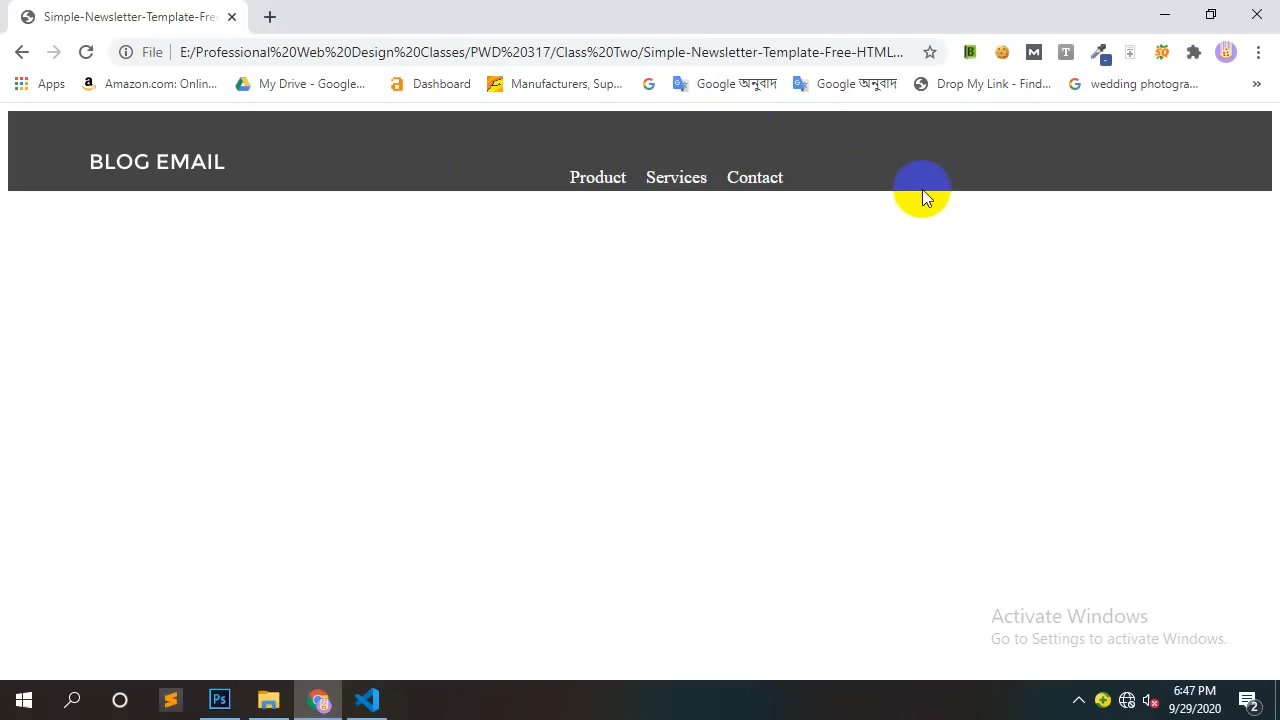 Simple-Newsletter-Template-Fre
File
E:/Professional%20Web%20Design%20Classes/PWD%20317/Class%20Two/Simple-Newsletter-Template-Free-HTML...
Apps
Amazon.com: Onlin...
My Drive - Google...
Dashboard
Manufacturers, Sup...
Google অনুবাদ
Google অনুবাদ
Drop My Link - Find...
wedding photogra...
»
BLOG EMAIL
Product Services Contact
Activate Windows
Go to Settings to activate Windows.
Ps
6:47 PM
9/29/2020
2